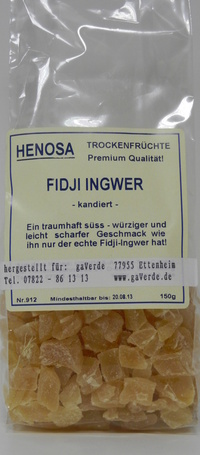 HENOSA
TROCKENFRÜCHTE
Premium Qualität!
FIDJI INGWER
- kandiert -
Ein traumhaft süss - würziger und
leicht scharfer Geschmack wie
ihn nur der echte Fidji-Ingwer hat!
hergestellt für: gaVerde 77955 Ettenheim
Tel. 07822 - 86 13 13 www.gaVerde.de
Nr.912 Mindesthaltbar bis: 20.08.13 150g